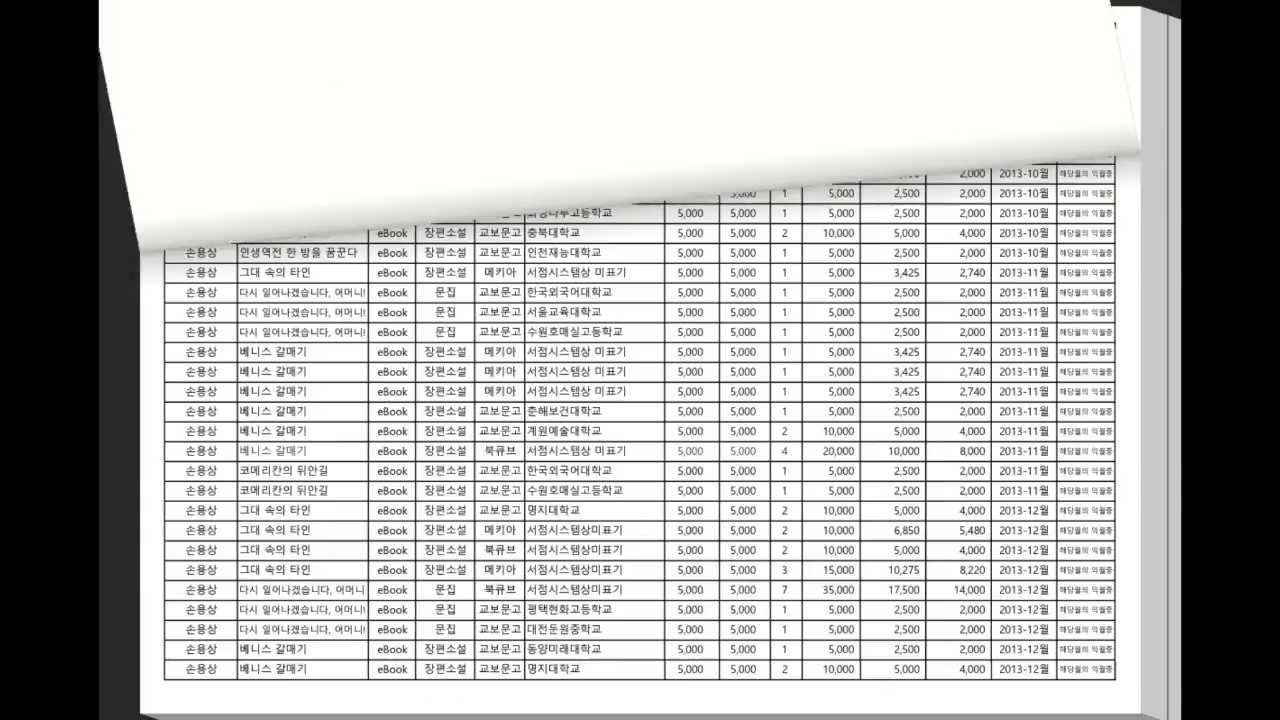 2,000 2013-10월 해당월의 익월중
1 5,000 2,500 2,000 2013-10월 해당월의 익월중
5,000 5,000 1 5,000 2,500 2,000 2013-10월 해당월의 익월중
eBook 장편소설 교보문고 충북대학교 5,000 5,000 2 10,000 5,000 4,000 2013-10월 해당월의 익월중
손용상 인생역전 한 방을 꿈꾼다 eBook 장편소설 교보문고 인천재능대학교 5,000 5,000 1 5,000 2,500 2,000 2013-10월 해당월의 익월중
손용상 그대 속의 타인 eBook 장편소설 메키아 서점시스템상 미표기 5,000 5,000 1 5,000 3,425 2,740 2013-11월 해당월의 익월중
손용상 다시 일어나겠습니다, 어머니! eBook 문집 교보문고 한국외국어대학교 5,000 5,000 1 5,000 2,500 2,000 2013-11월 해당월의 익월중
손용상 다시 일어나겠습니다, 어머니! eBook 문집 교보문고 서울교육대학교 5,000 5,000 1 5,000 2,500 2,000 2013-11월 해당월의 익월중
손용상 다시 일어나겠습니다, 어머니! eBook 문집 교보문고 수원호매실고등학교 5,000 5,000 1 5,000 2,500 2,000 2013-11월 해당월의 익월중
손용상 베니스 갈매기 eBook 장편소설 메키아 서점시스템상 미표기 5,000 5,000 1 5,000 3,425 2,740 2013-11월 해당월의 익월중
손용상 베니스 갈매기 eBook 장편소설 메키아 서점시스템상 미표기 5,000 5,000 1 5,000 3,425 2,740 2013-11월 해당월의 익월중
손용상 베니스 갈매기 eBook 장편소설 메키아 서점시스템상 미표기 5,000 5,000 1 5,000 3,425 2,740 2013-11월 해당월의 익월중
손용상 베니스 갈매기 eBook 장편소설 교보문고 춘해보건대학교 5,000 5,000 1 5,000 2,500 2,000 2013-11월 해당월의 익월중
손용상 베니스 갈매기 eBook 장편소설 교보문고 계원예술대학교 5,000 5,000 2 10,000 5,000 4,000 2013-11월 해당월의 익월중
손용상 베니스 갈매기 eBook 장편소설 북큐브 서점시스템상 미표기 5,000 5,000 4 20,000 10,000 8,000 2013-11월 해당월의 익월중
손용상 코메리칸의 뒤안길 eBook 장편소설 교보문고 한국외국어대학교 5,000 5,000 1 5,000 2,500 2,000 2013-11월 해당월의 익월중
손용상 코메리칸의 뒤안길 eBook 장편소설 교보문고 수원호매실고등학교 5,000 5,000 1 5,000 2,500 2,000 2013-11월 해당월의 익월중
손용상 그대 속의 타인 eBook 장편소설 교보문고 명지대학교 5,000 5,000 2 10,000 5,000 4,000 2013-12월 해당월의 익월중
손용상 그대 속의 타인 eBook 장편소설 메키아 서점시스템상미표기 5,000 5,000 2 10,000 6,850 5,480 2013-12월 해당월의 익월중
손용상 그대 속의 타인 eBook 장편소설 북큐브 서점시스템상미표기 5,000 5,000 2 10,000 5,000 4,000 2013-12월 해당월의 익월중
손용상 그대 속의 타인 eBook 장편소설 메키아 서점시스템상미표기 5,000 5,000 3 15,000 10,275 8,220 2013-12월 해당월의 익월중
손용상 다시 일어나겠습니다, 어머니 eBook 문집 북큐브 서점시스템상미표기 5,000 5,000 7 35,000 17,500 14,000 2013-12월 해당월의 익월중
손용상 다시 일어나겠습니다, 어머니! eBook 문집 교보문고 평택현화고등학교 5,000 5,000 1 5,000 2,500 2,000 2013-12월 해당월의 익월중
손용상 다시 일어나겠습니다, 어머니! eBook 문집 교보문고 대전둔원중학교 5,000 5,000 1 5,000 2,500 2,000 2013-12월 해당월의 익월중
손용상 베니스 갈매기 eBook 장편소설 교보문고 동양미래대학교 5,000 5,000 1 5,000 2,500 2,000 2013-12월 해당월의 익월중
손용상 베니스 갈매기 eBook 장편소설 교보문고 명지대학교 5,000 5,000 2 10,000 5,000 4,000 2013-12월 해당월의 익월중